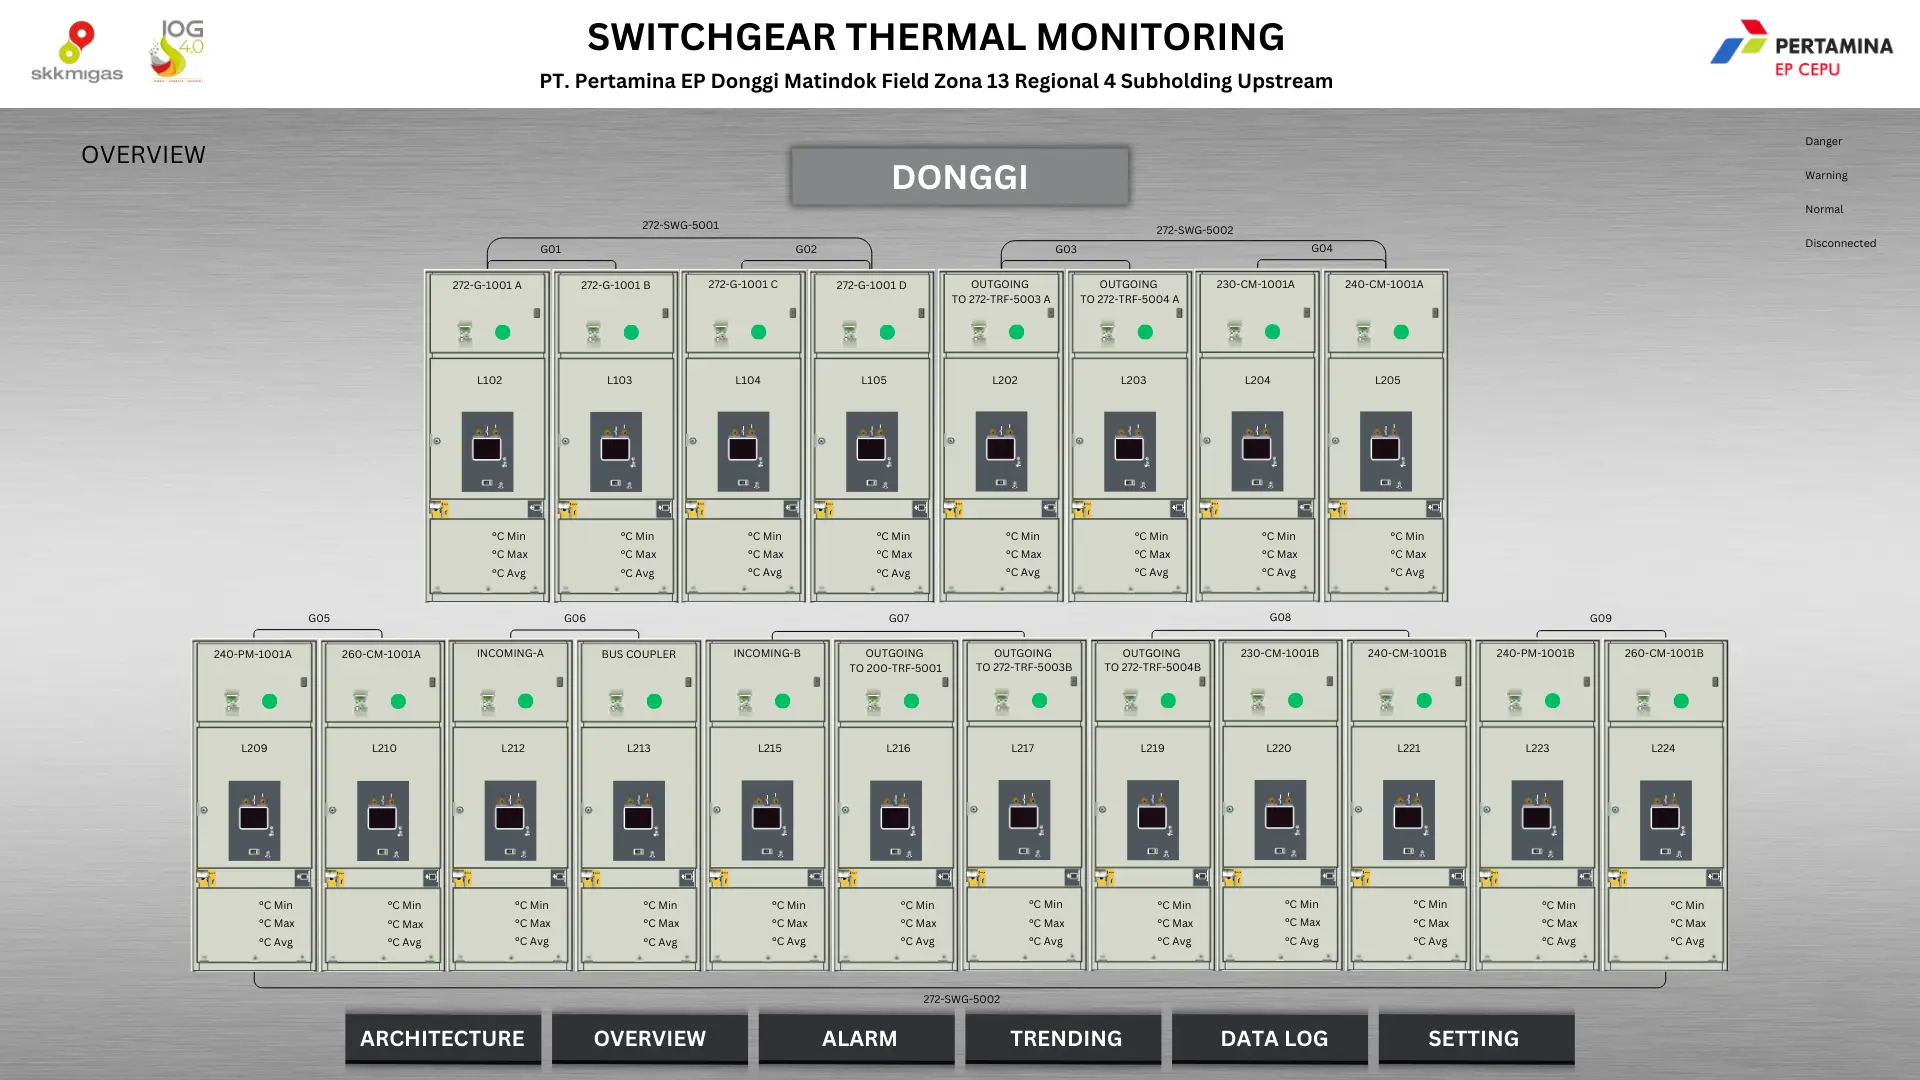 skkmigas
IOG
4.0
SWITCHGEAR THERMAL MONITORING
PT. Pertamina EP Donggi Matindok Field Zona 13 Regional 4 Subholding Upstream
PERTAMINA
EP CEPU
OVERVIEW
DONGGI
Danger
Warning
Normal
Disconnected
272-SWG-5001
272-SWG-5002
G01
G02
G03
G04
272-G-1001 A
272-G-1001 B
272-G-1001 C
272-G-1001 D
OUTGOING
TO 272-TRF-5003 A
OUTGOING
TO 272-TRF-5004 A
230-CM-1001A
240-CM-1001A
L102
L103
L104
L105
L202
L203
L204
L205
°C Min
°C Max
°C Avg
°C Min
°C Max
°C Avg
°C Min
°C Max
°C Avg
°C Min
°C Max
°C Avg
°C Min
°C Max
°C Avg
°C Min
°C Max
°C Avg
°C Min
°C Max
°C Avg
°C Min
°C Max
°C Avg
G05
G06
G07
G08
G09
240-PM-1001A
260-CM-1001A
INCOMING-A
BUS COUPLER
INCOMING-B
OUTGOING
TO 200-TRF-5001
OUTGOING
TO 272-TRF-5003B
OUTGOING
TO 272-TRF-5004B
230-CM-1001B
240-CM-1001B
240-PM-1001B
260-CM-1001B
L209
L210
L212
L213
L215
L216
L217
L219
L220
L221
L223
L224
°C Min
°C Max
°C Avg
°C Min
°C Max
°C Avg
°C Min
°C Max
°C Avg
°C Min
°C Max
°C Avg
°C Min
°C Max
°C Avg
°C Min
°C Max
°C Avg
°C Min
°C Max
°C Avg
°C Min
°C Max
°C Avg
°C Min
°C Max
°C Avg
°C Min
°C Max
°C Avg
°C Min
°C Max
°C Avg
°C Min
°C Max
°C Avg
272-SWG-5002
ARCHITECTURE
OVERVIEW
ALARM
TRENDING
DATA LOG
SETTING